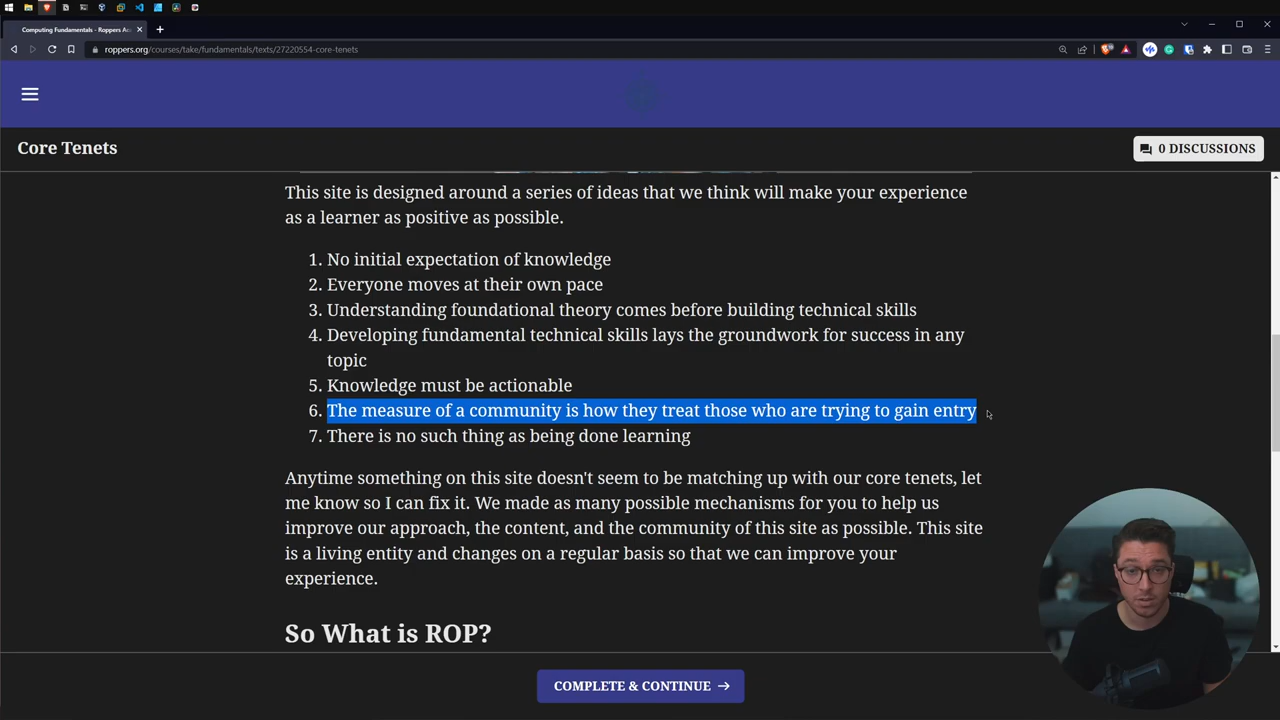 Computing Fundamentals - Roppers Ac
roppers.org/courses/take/fundamentals/texts/27220554-core-tenets
Core Tenets
0 DISCUSSIONS
This site is designed around a series of ideas that we think will make your experience
as a learner as positive as possible.
1. No initial expectation of knowledge
2. Everyone moves at their own pace
3. Understanding foundational theory comes before building technical skills
4. Developing fundamental technical skills lays the groundwork for success in any
topic
5. Knowledge must be actionable
6. The measure of a community is how they treat those who are trying to gain entry
7. There is no such thing as being done learning
Anytime something on this site doesn't seem to be matching up with our core tenets, let
me know so I can fix it. We made as many possible mechanisms for you to help us
improve our approach, the content, and the community of this site as possible. This site
is a living entity and changes on a regular basis so that we can improve your
experience.
So What is ROP?
COMPLETE & CONTINUE